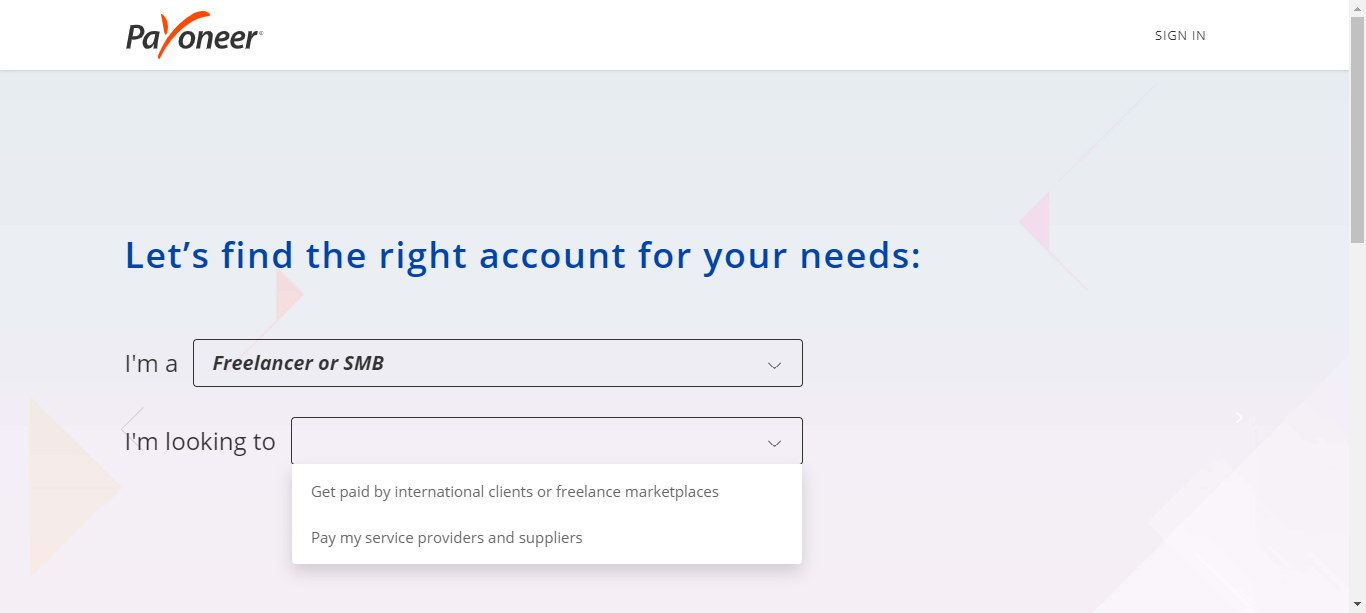 Payoneer
SIGN IN
Let’s find the right account for your needs:
I'm a Freelancer or SMB
I'm looking to
Get paid by international clients or freelance marketplaces
Pay my service providers and suppliers